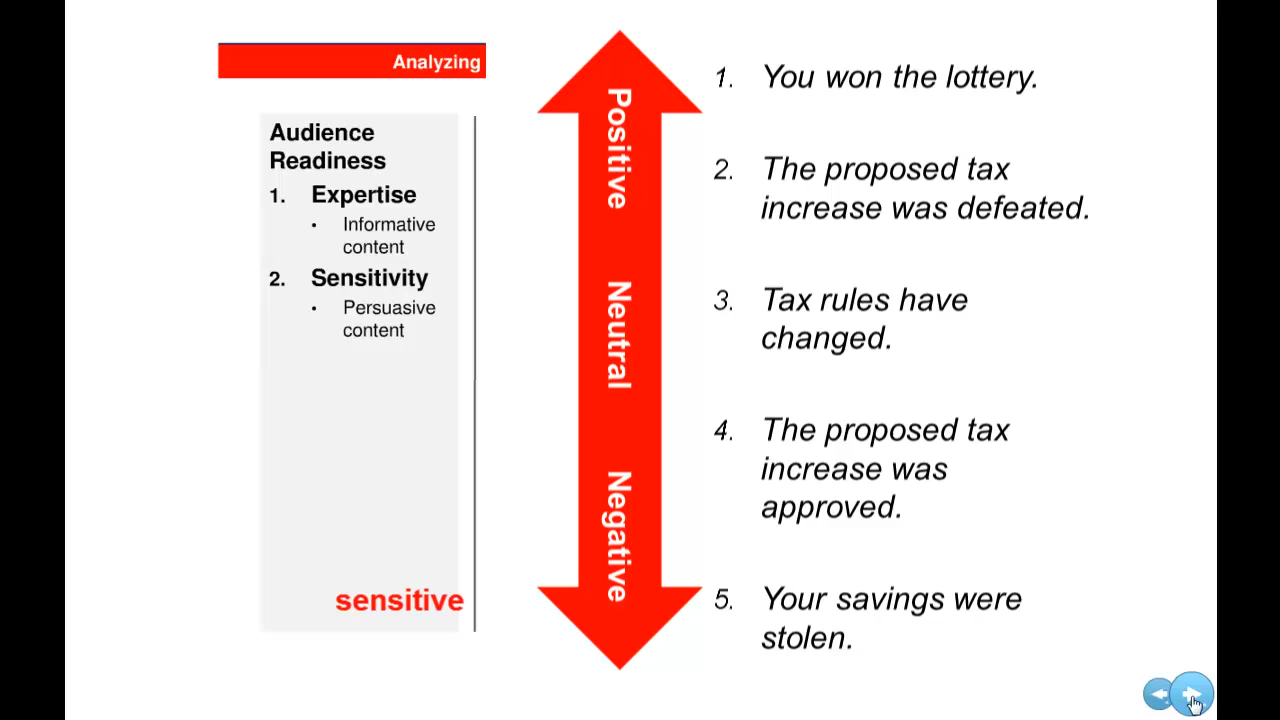 Analyzing
Audience
Readiness
1. Expertise
• Informative
content
2. Sensitivity
• Persuasive
content
sensitive
Positive
Neutral
Negative
1. You won the lottery.
2. The proposed tax
increase was defeated.
3. Tax rules have
changed.
4. The proposed tax
increase was
approved.
5. Your savings were
stolen.